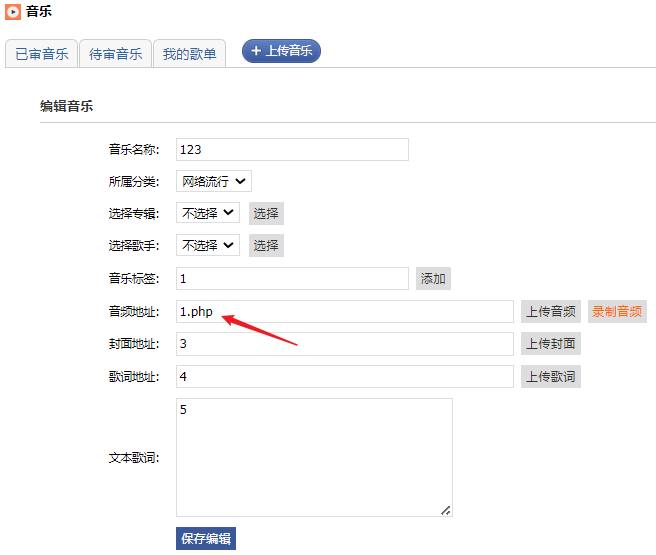 音乐
已审音乐 待审音乐 我的歌单 + 上传音乐
编辑音乐
音乐名称: 123
所属分类: 网络流行
选择专辑: 不选择 选择
选择歌手: 不选择 选择
音乐标签: 1 添加
音频地址: 1.php 上传音频 录制音频
封面地址: 3 上传封面
歌词地址: 4 上传歌词
5
文本歌词:
保存编辑